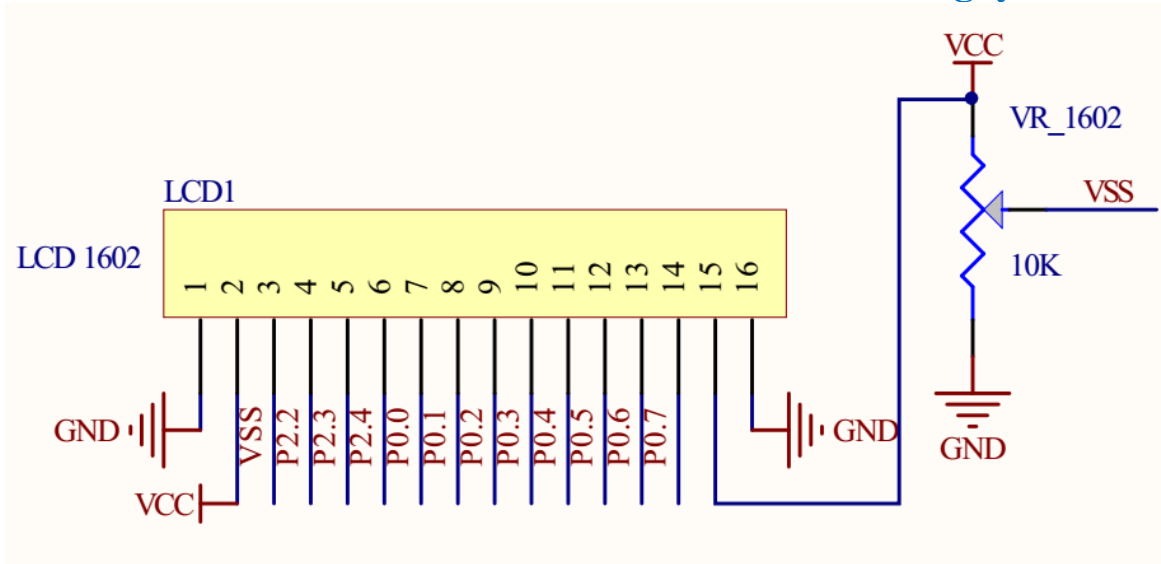 VCC
VR_1602
LCD1
VSS
LCD 1602
10K
1 2 3 4 5 6 7 8 9 10 11 12 13 14 15 16
GND
VSS
P2.2
P2.3
P2.4
P0.0
P0.1
P0.2
P0.3
P0.4
P0.5
P0.6
P0.7
GND
GND
VCC